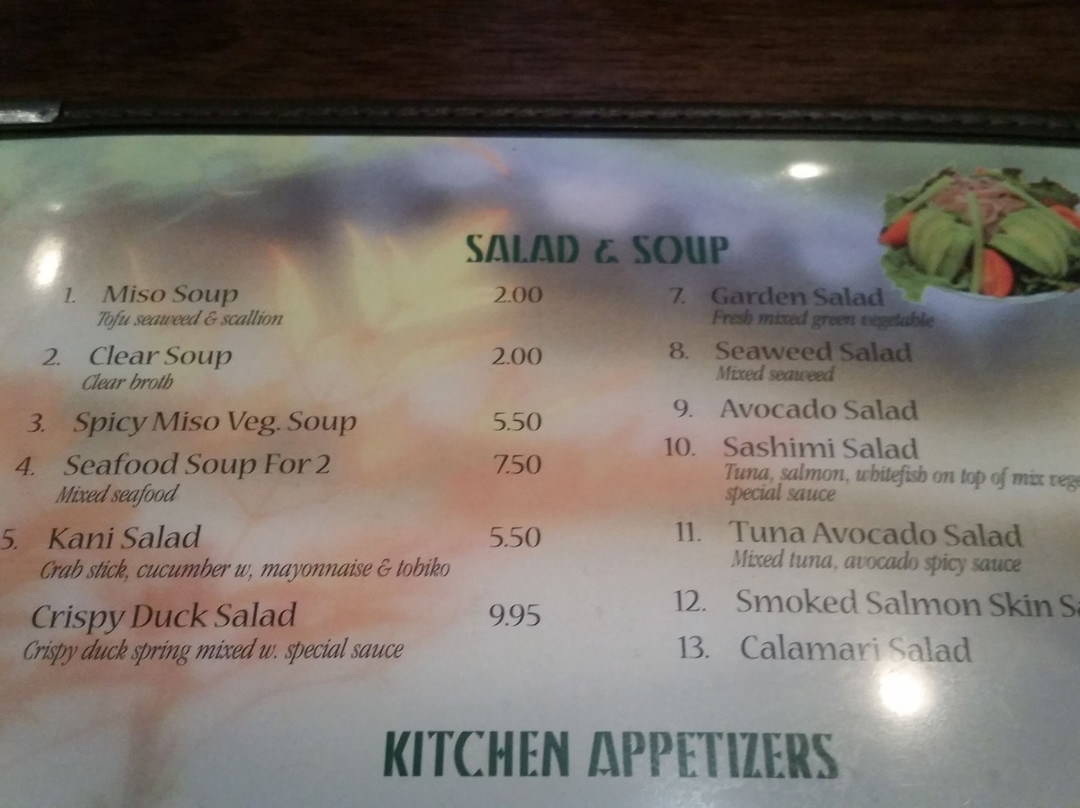 SALAD & SOUP
1. Miso Soup 2.00
Tofu seaweed & scallion
2. Clear Soup 2.00
Clear broth
3. Spicy Miso Veg. Soup 5.50
4. Seafood Soup For 2 7.50
Mixed seafood
5. Kani Salad 5.50
Crab stick, cucumber w, mayonnaise & tobiko
Crispy Duck Salad 9.95
Crispy duck spring mixed w. special sauce
7. Garden Salad
Fresh mixed green vegetable
8. Seaweed Salad
Mixed seaweed
9. Avocado Salad
10. Sashimi Salad
Tuna, salmon, whitefish on top of mix vege
special sauce
11. Tuna Avocado Salad
Mixed tuna, avocado spicy sauce
12. Smoked Salmon Skin S
13. Calamari Salad
KITCHEN APPETIZERS